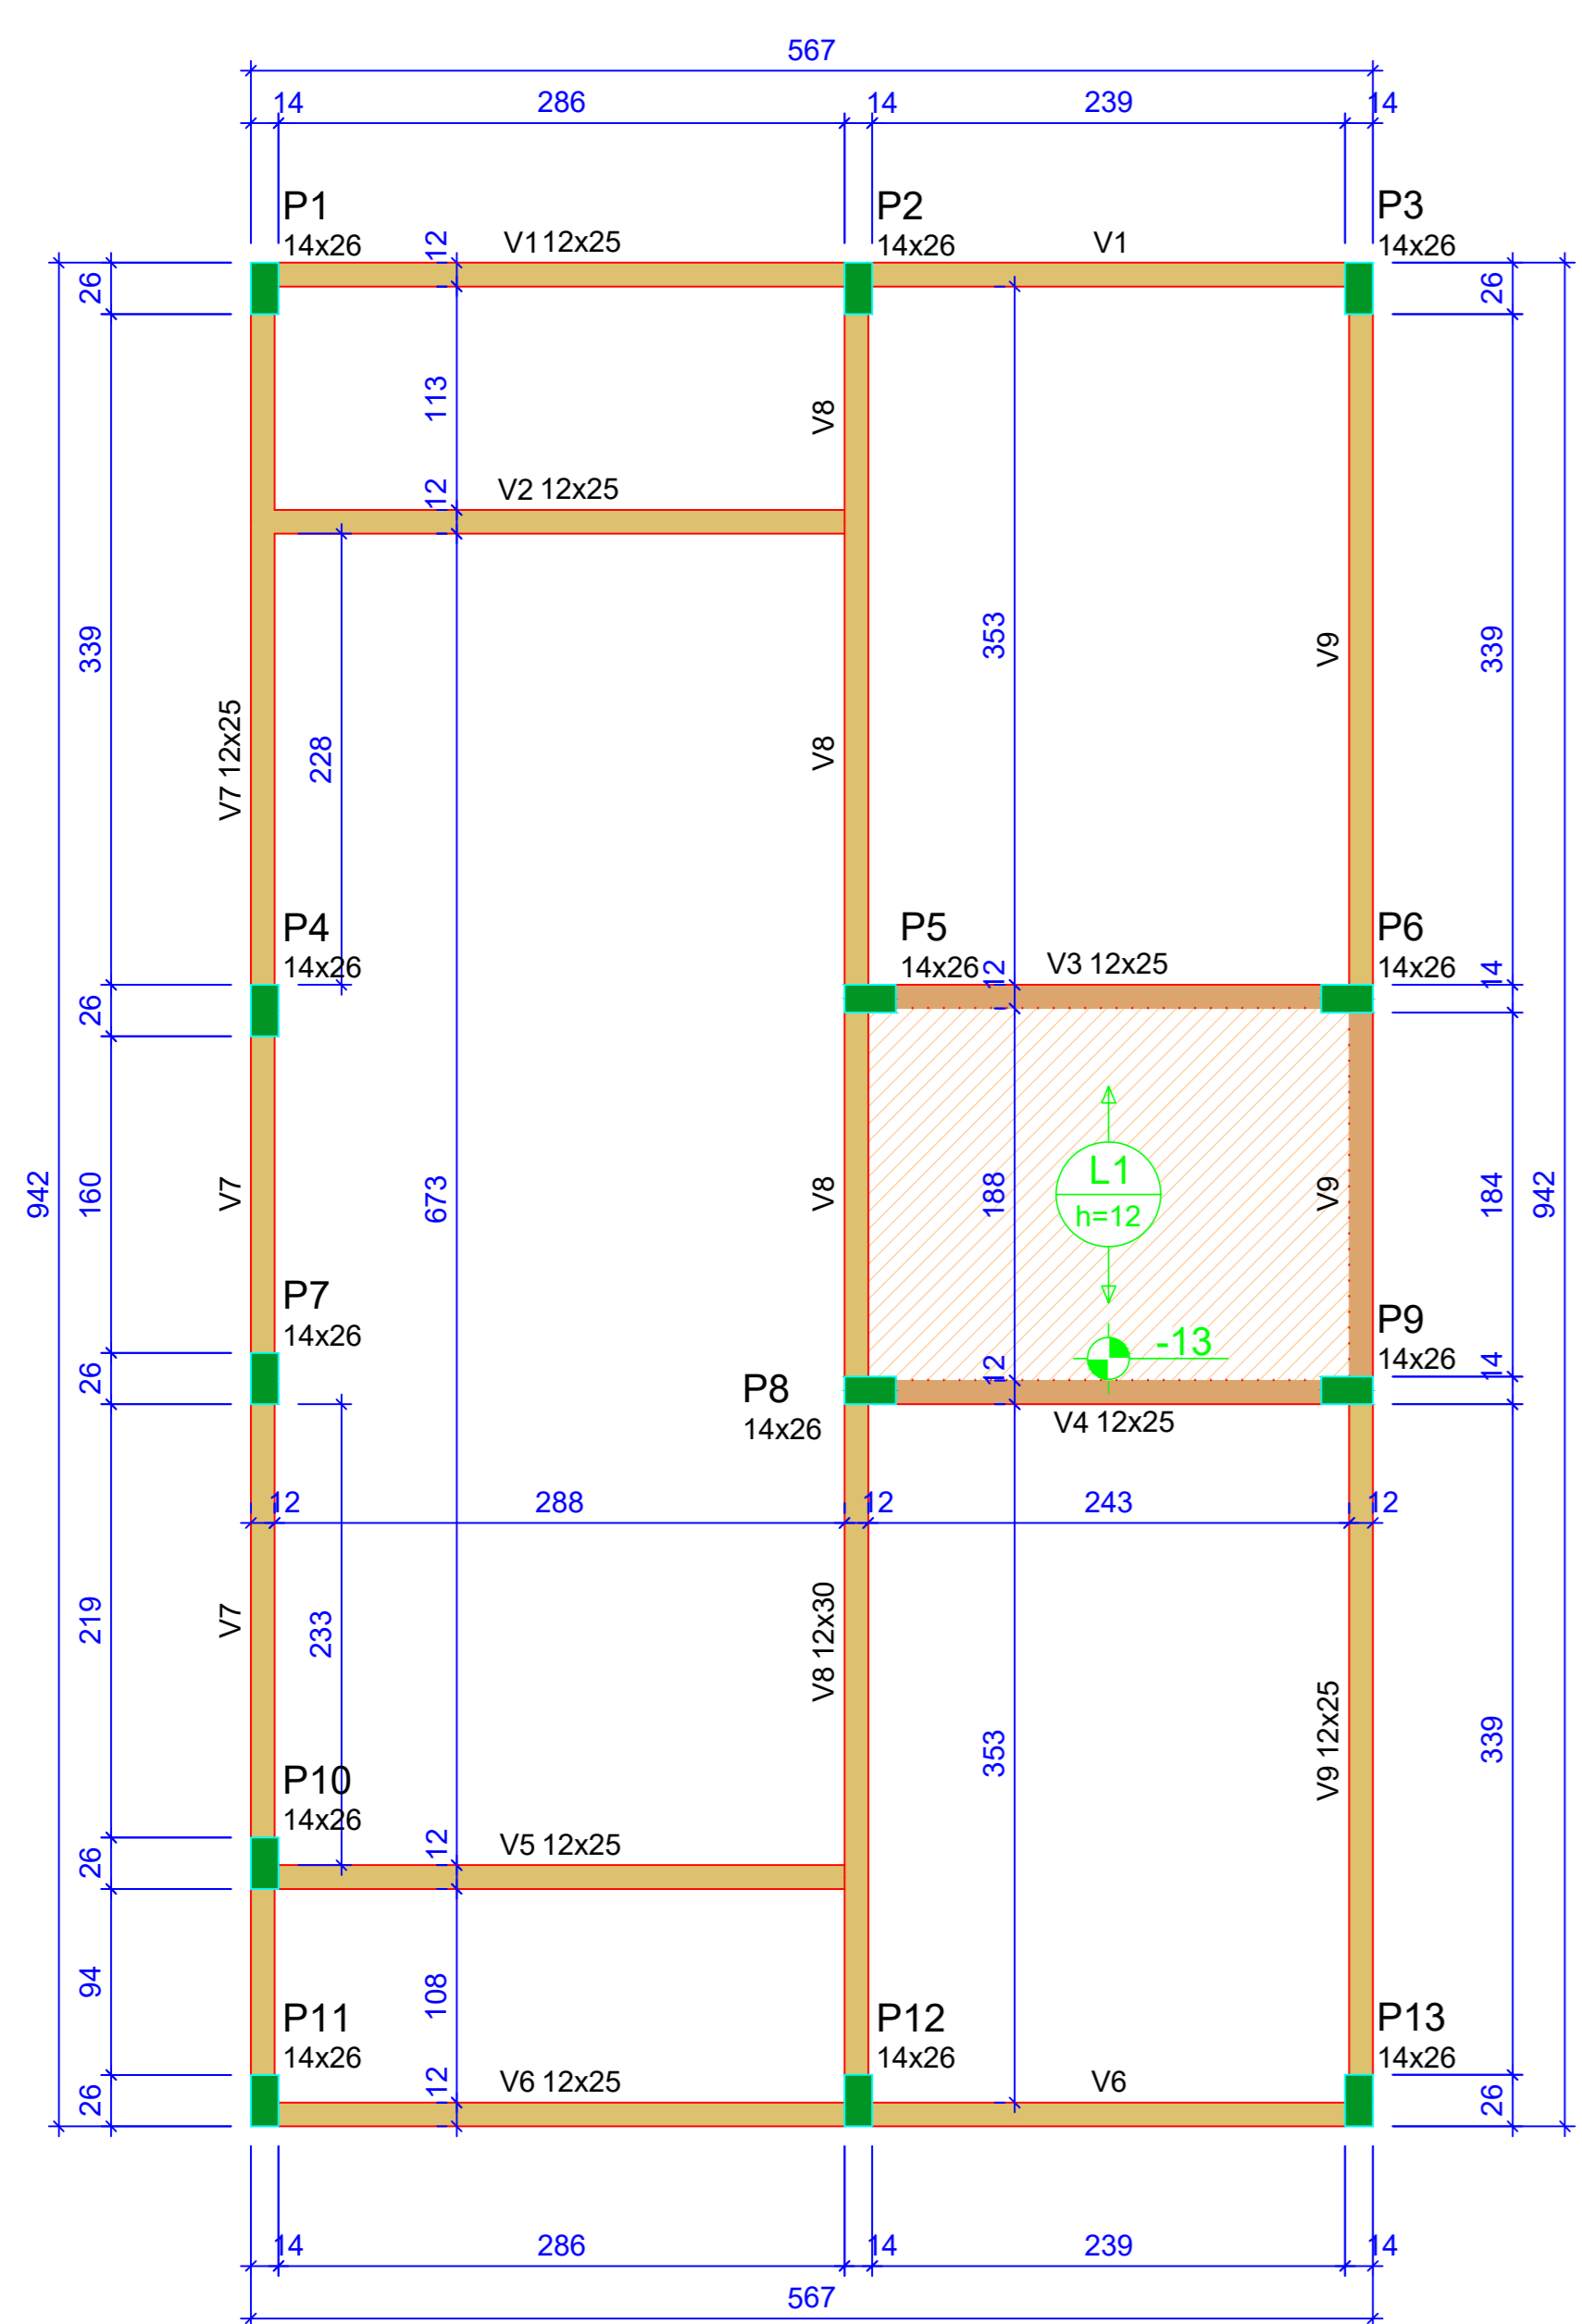 567
14 286 14 239 14
P1 P2 P3
14x26 V112x25 12 14x26 V1 14x26
26 26
113 V8
12 V2 12x25
339 353 V9 339
V7 12x25 228 V8
P4 P5 P6
14x26 14x26 12 V3 12x25 14x26 14
26
L1
942 160 V7 673 V8 188 h=12 V9 184 942
P7 P9
14x26 -13 14x26
26 12 14
P8
14x26 V4 12x25
12 288 12 243 12
219 V7 233 V8 12x30
353 V9 12x25 339
P10
14x26
26 12 V5 12x25
94 108
P11 P12 P13
14x26 14x26 14x26
26 12 V6 12x25 V6 26
14 286 14 239 14
567